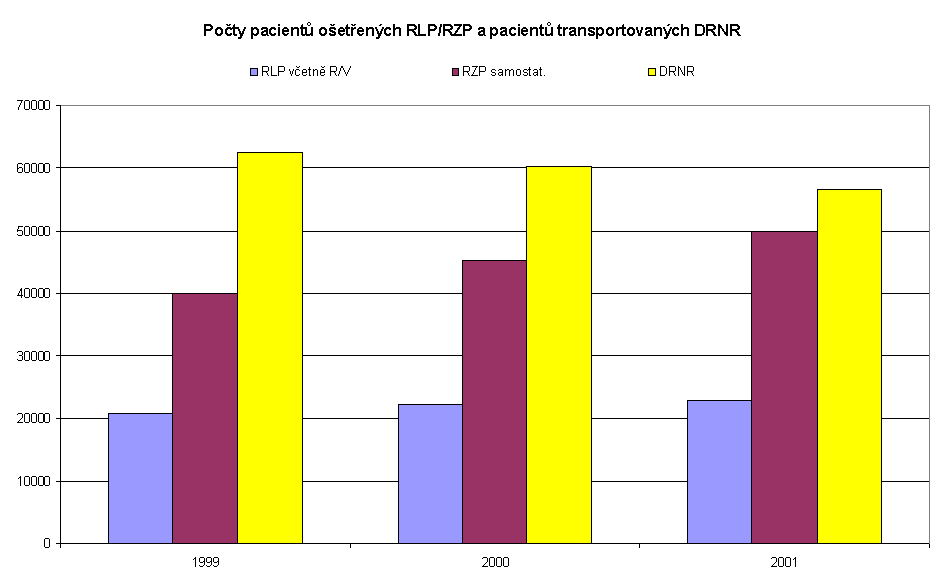 Počty pacientů ošetřených RLP/RZP a pacientů transportovaných DRNR
RLP včetně R/V RZP samostat. DRNR
70000
60000
50000
40000
30000
20000
10000
0
1999 2000 2001